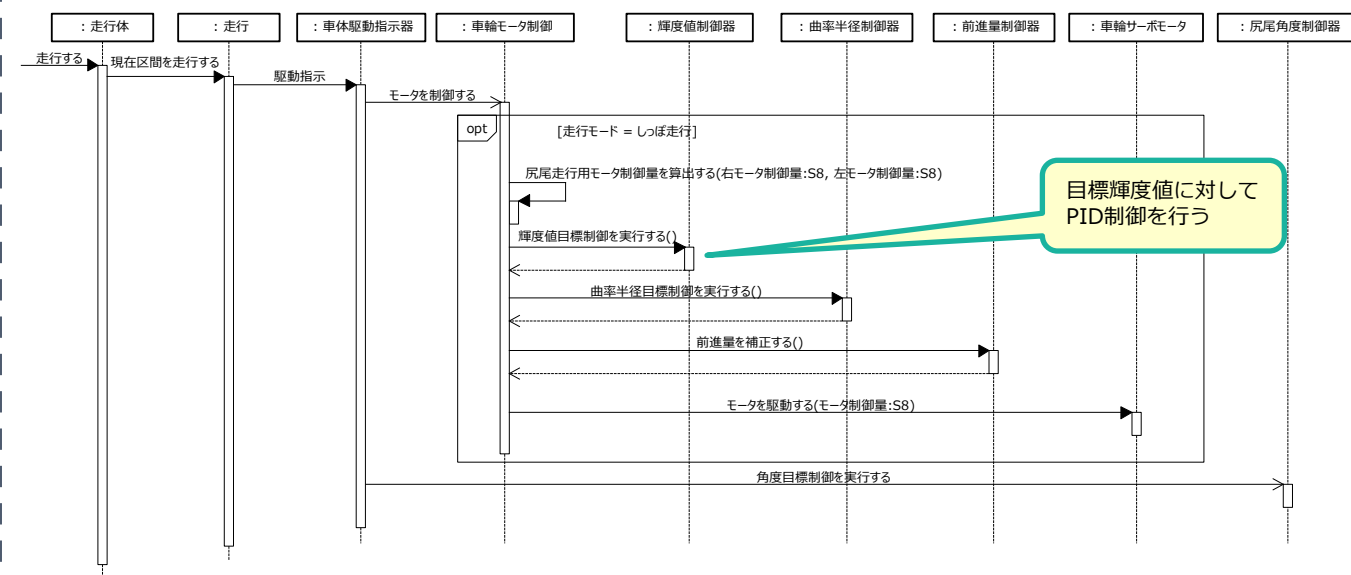 : 走行体
: 走行
: 車体駆動指示器
: 車輪モータ制御
: 輝度値制御器
: 曲率半径制御器
: 前進量制御器
: 車輪サーボモータ
: 尻尾角度制御器
走行する
現在区間を走行する
駆動指示
モータを制御する
opt
[走行モード = しっぽ走行]
尻尾走行用モータ制御量を算出する(右モータ制御量:S8, 左モータ制御量:S8)
目標輝度値に対して
PID制御を行う
輝度値目標制御を実行する()
曲率半径目標制御を実行する()
前進量を補正する()
モータを駆動する(モータ制御量:S8)
角度目標制御を実行する